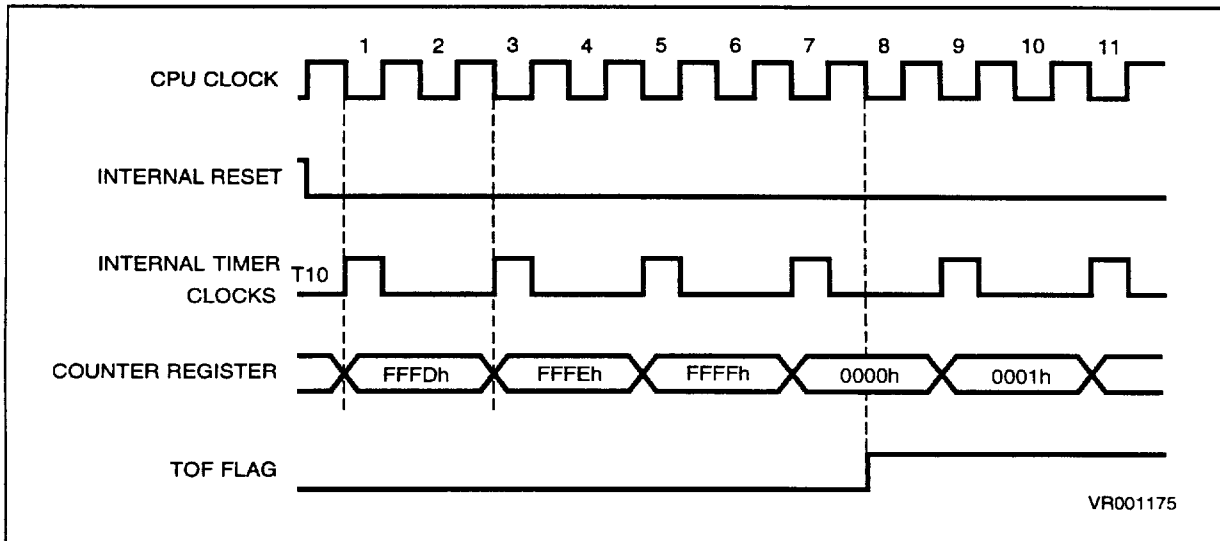 1 2 3 4 5 6 7 8 9 10 11
CPU CLOCK
INTERNAL RESET
INTERNAL TIMER
CLOCKS
T10
COUNTER REGISTER
FFFDh FFFEh FFFFh 0000h 0001h
TOF FLAG
VR001175